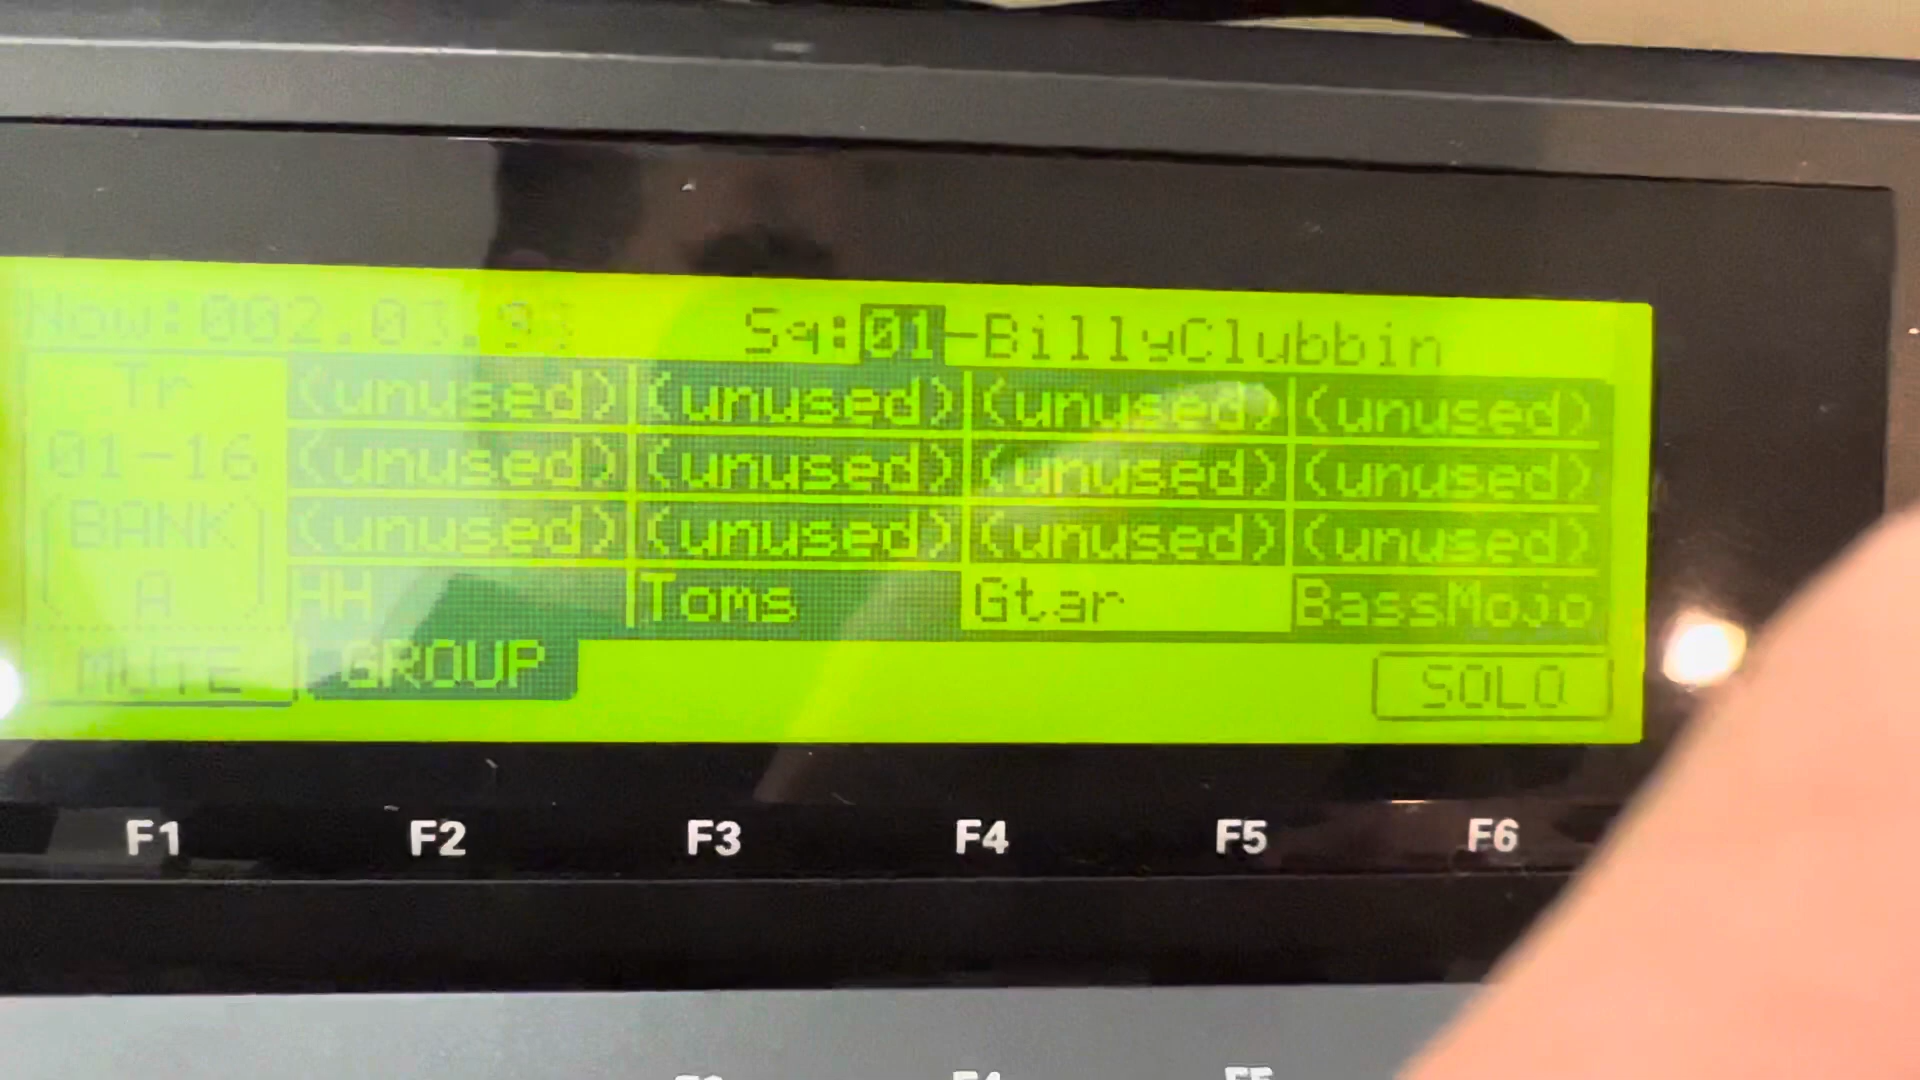 Now:002.03.93 Sq:01-BillyClubbin
Tr (unused) (unused) (unused) (unused)
01-16 (unused) (unused) (unused) (unused)
(BANK (unused) (unused) (unused) (unused)
A) HH Toms Gtar BassMojo
MUTE GROUP SOLO
F1 F2 F3 F4 F5 F6